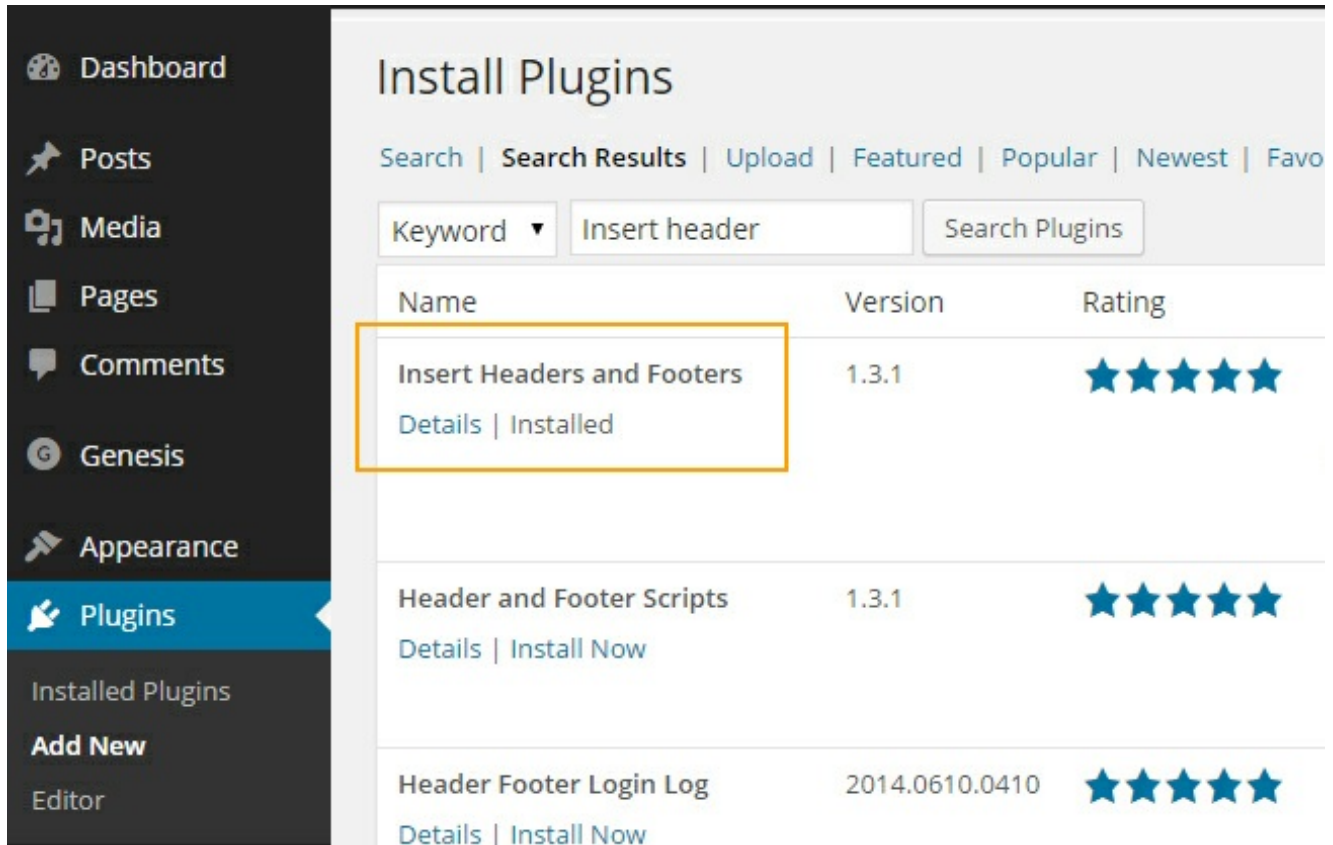 Dashboard
Posts
Media
Pages
Comments
Genesis
Appearance
Plugins
Installed Plugins
Add New
Editor
Install Plugins
Search | Search Results | Upload | Featured | Popular | Newest | Favo
Keyword Insert header Search Plugins
Name Version Rating
Insert Headers and Footers 1.3.1
Details | Installed
Header and Footer Scripts 1.3.1
Details | Install Now
Header Footer Login Log 2014.0610.0410
Details | Install Now